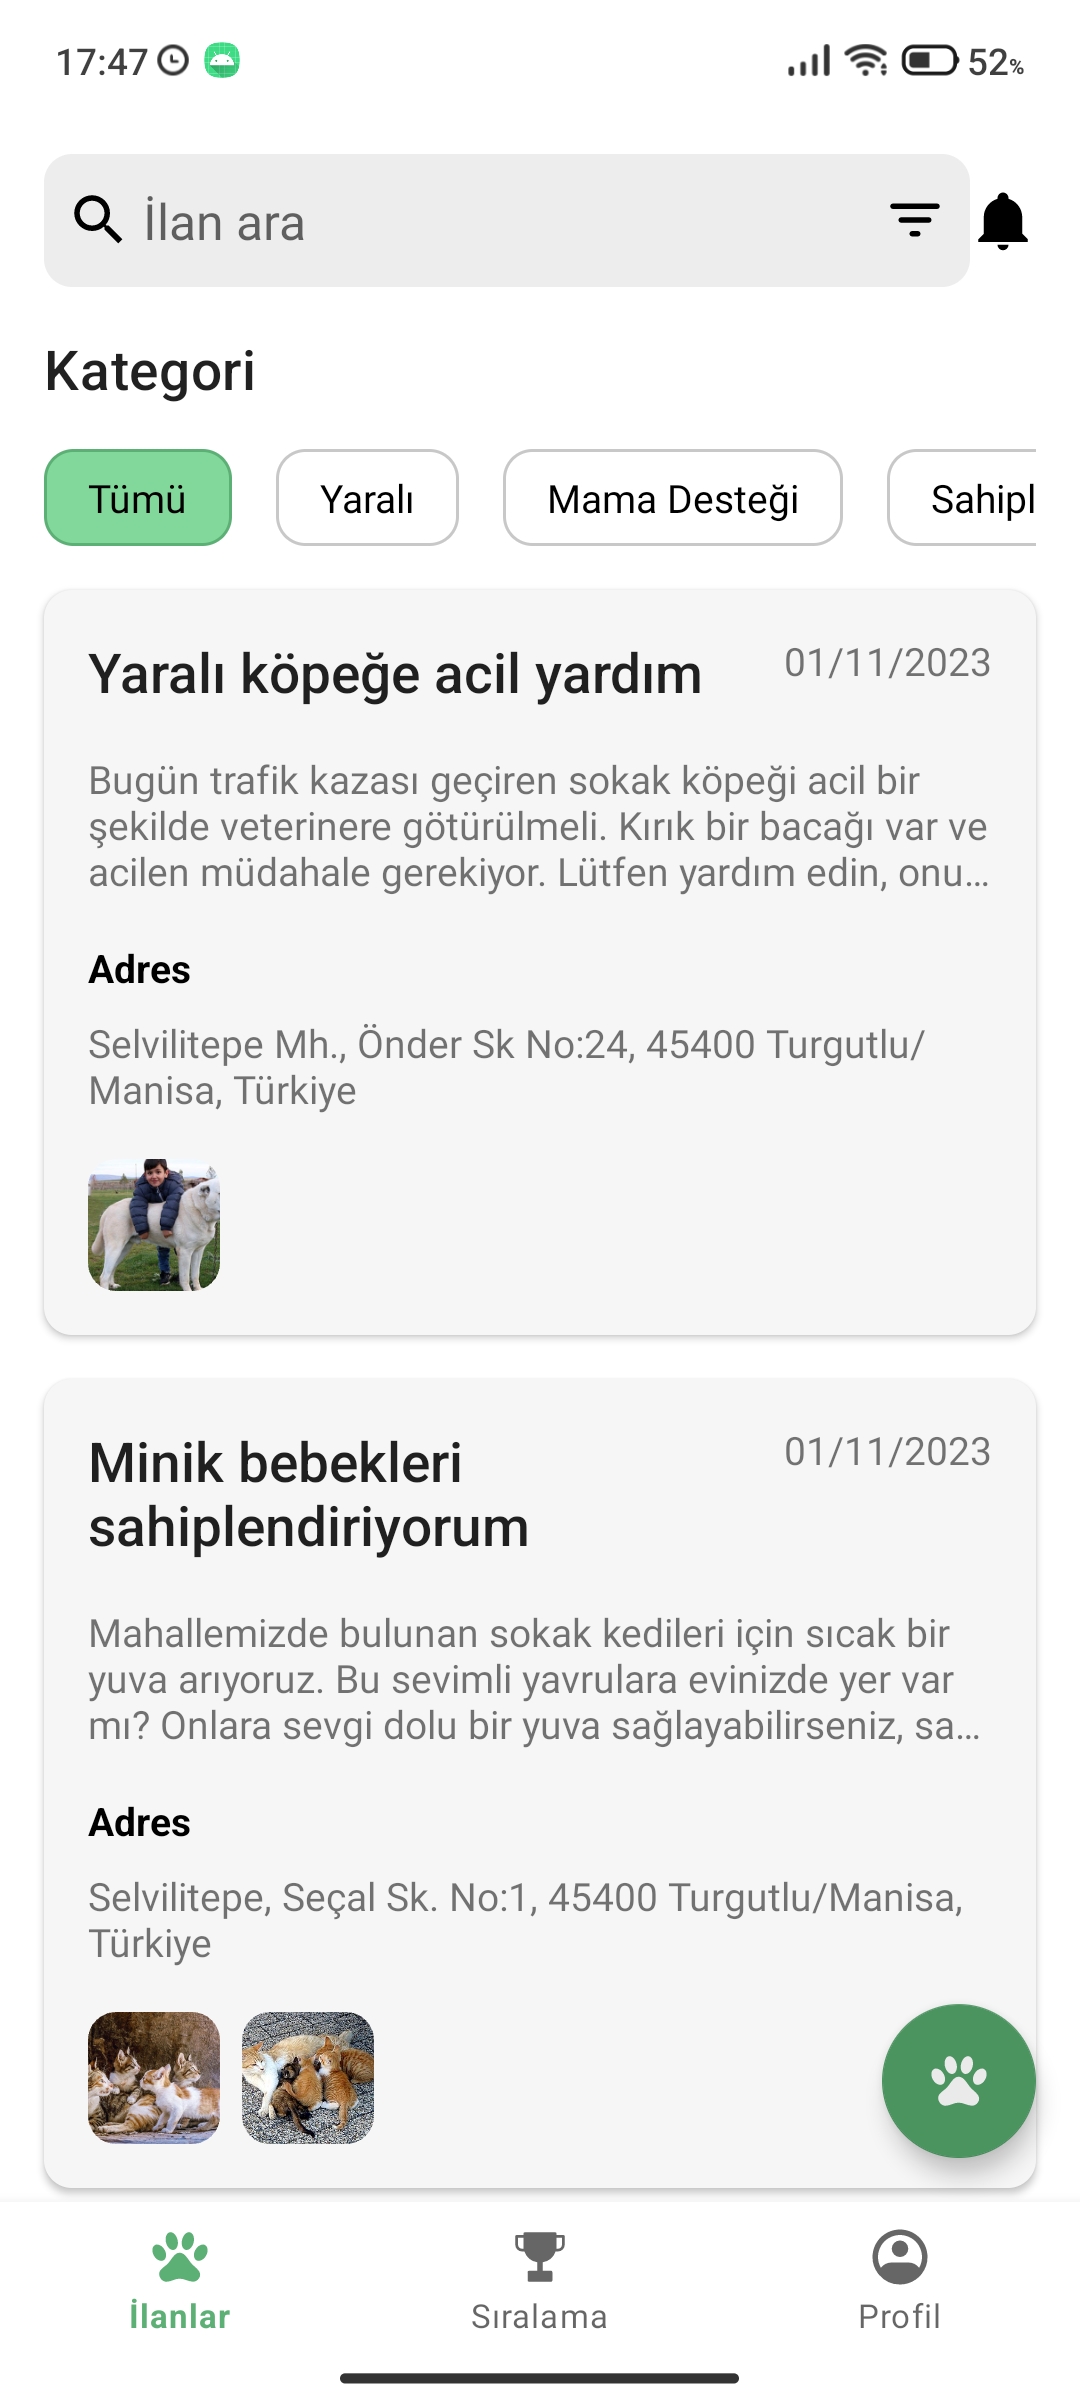 17:47
52%
İlan ara
Kategori
Tümü
Yaralı
Mama Desteği
Sahipl
Yaralı köpeğe acil yardım
01/11/2023
Bugün trafik kazası geçiren sokak köpeği acil bir
şekilde veterinere götürülmeli. Kırık bir bacağı var ve
acilen müdahale gerekiyor. Lütfen yardım edin, onu…
Adres
Selvilitepe Mh., Önder Sk No:24, 45400 Turgutlu/
Manisa, Türkiye
Minik bebekleri
sahiplendiriyorum
01/11/2023
Mahallemizde bulunan sokak kedileri için sıcak bir
yuva arıyoruz. Bu sevimli yavrulara evinizde yer var
mı? Onlara sevgi dolu bir yuva sağlayabilirseniz, sa…
Adres
Selvilitepe, Seçal Sk. No:1, 45400 Turgutlu/Manisa,
Türkiye
İlanlar
Sıralama
Profil